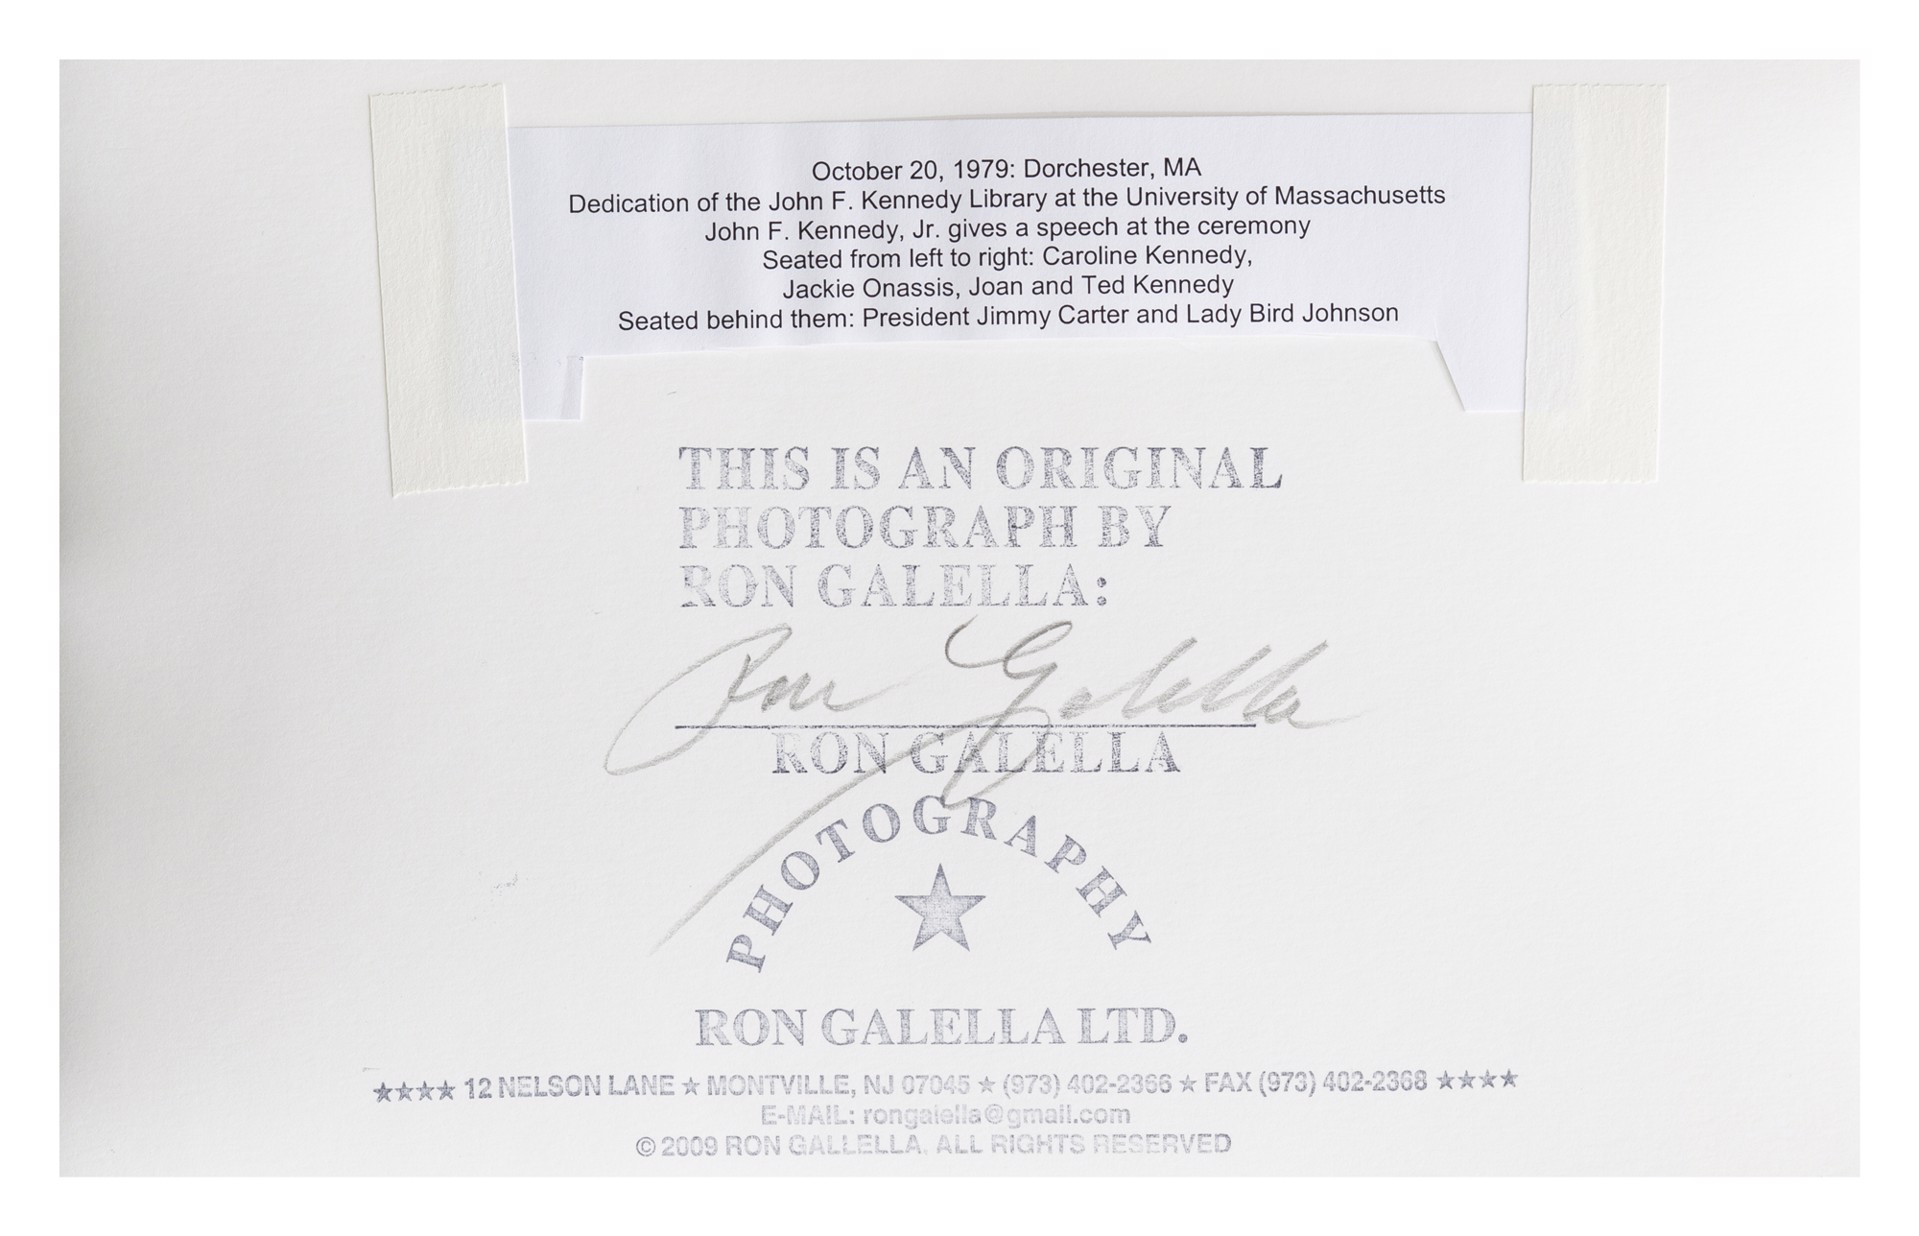 October 20, 1979: Dorchester, MA
Dedication of the John F. Kennedy Library at the University of Massachusetts
John F. Kennedy, Jr. gives a speech at the ceremony
Seated from left to right: Caroline Kennedy,
Jackie Onassis, Joan and Ted Kennedy
Seated behind them: President Jimmy Carter and Lady Bird Johnson
THIS IS AN ORIGINAL
PHOTOGRAPH BY
RON GALELLA:
Ron Galella
RON GALELLA
PHOTOGRAPHY
RON GALELLA LTD.
★★★★ 12 NELSON LANE ★ MONTVILLE, NJ 07045 ★ (973) 402-2366 ★ FAX (973) 402-2368 ★★★★
E-MAIL: rongalella@gmail.com
© 2009 RON GALLELLA. ALL RIGHTS RESERVED